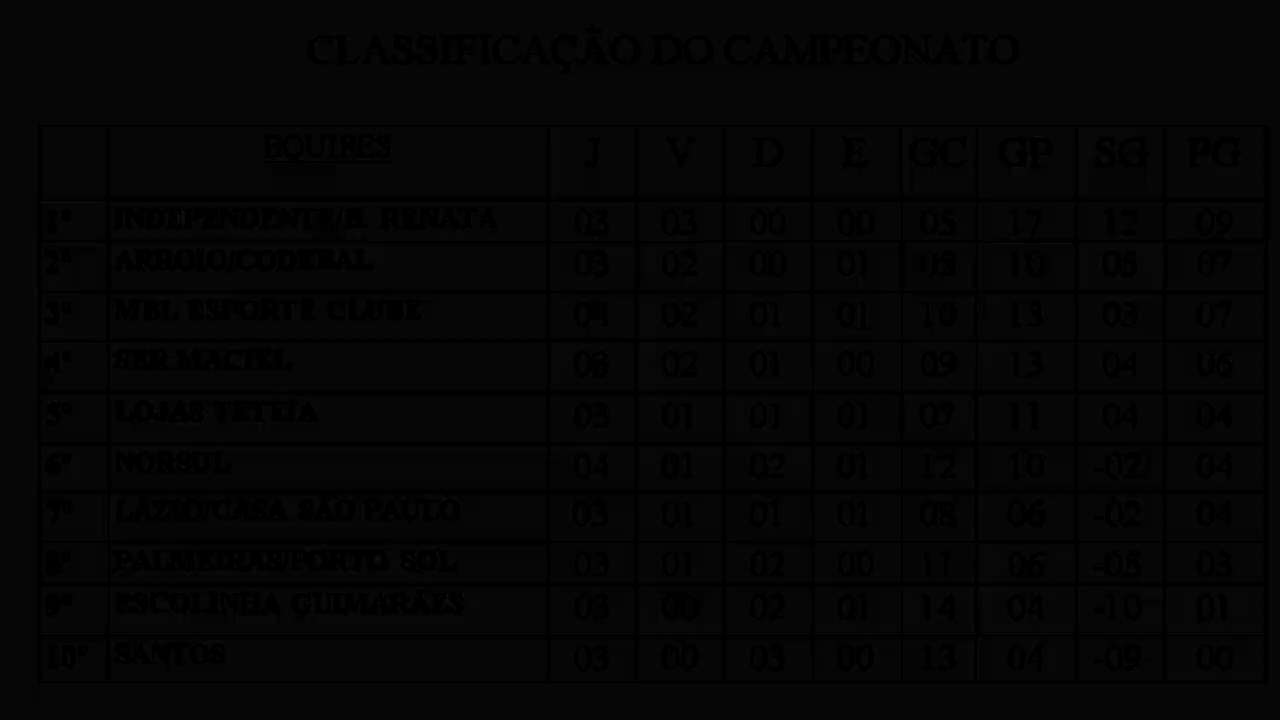 CLASSIFICAÇÃO DO CAMPEONATO
EQUIPES J V D E GC GP SG PG
1º INDEPENDENTE/B. RENATA 03 03 00 00 05 17 12 09
2º ARROIO/CODEBAL 03 02 00 01 05 10 05 07
3º MEL ESPORTE CLUBE 04 02 01 01 10 13 03 07
4º SER MACIEL 03 02 01 00 09 13 04 06
5º LOJAS TETEÍA 03 01 01 01 07 11 04 04
6º NORSUL 04 01 02 01 12 10 -02 04
7º LAZIO/CASA SÃO PAULO 03 01 01 01 08 06 -02 04
8º PALMEIRAS/PORTO SOL 03 01 02 00 11 06 -05 03
9º ESCOLINHA GUIMARÃES 03 00 02 01 14 04 -10 01
10º SANTOS 03 00 03 00 13 04 -09 00